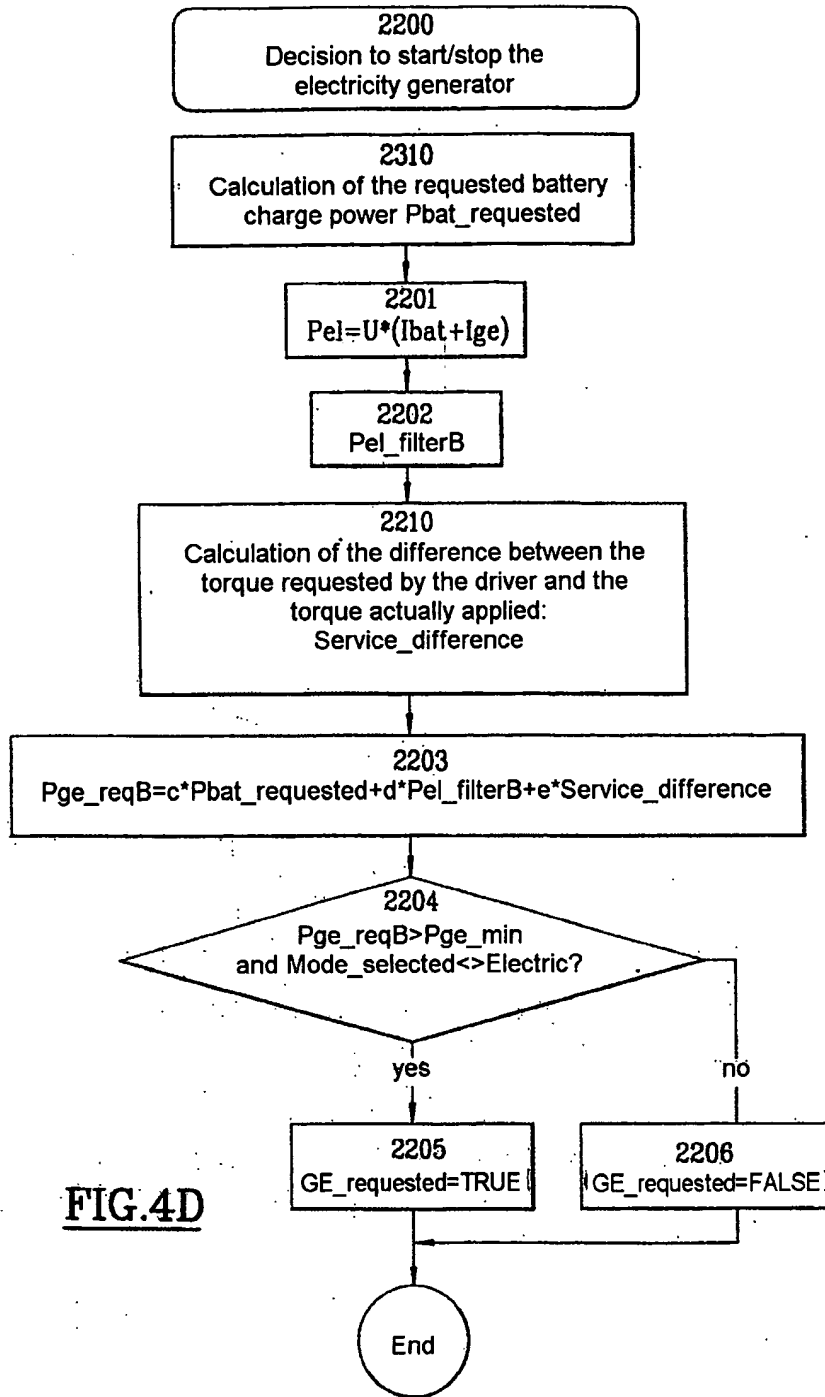 2200
Decision to start/stop the
electricity generator
2310
Calculation of the requested battery
charge power Pbat_requested
2201
Pel=U*(Ibat+Ige)
2202
Pel_filterB
2210
Calculation of the difference between the
torque requested by the driver and the
torque actually applied:
Service_difference
2203
Pge_reqB=c*Pbat_requested+d*Pel_filterB+e*Service_difference
2204
Pge_reqB>Pge_min
and Mode_selected<>Electric?
yes
no
2205
GE_requested=TRUE
2206
GE_requested=FALSE
FIG.4D
End